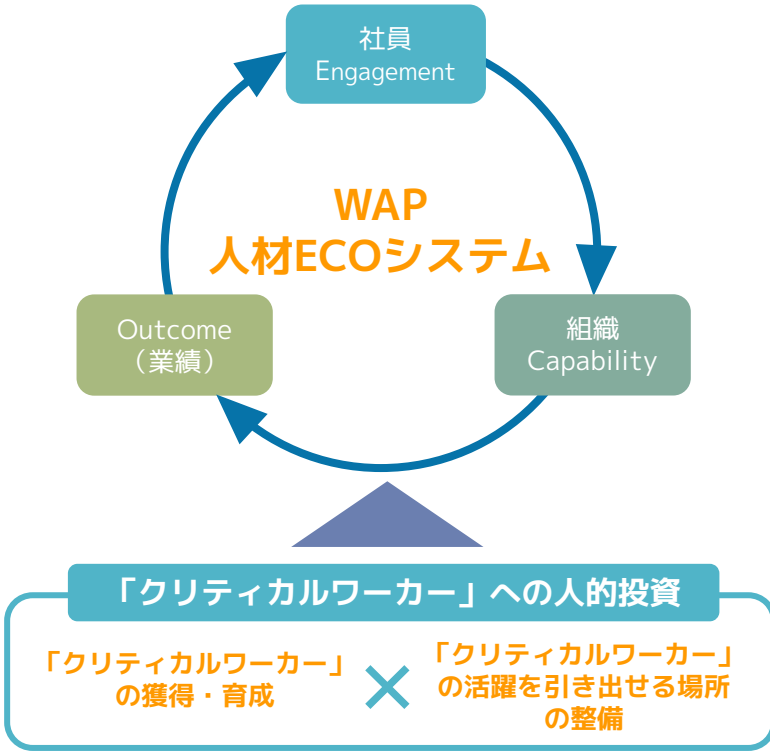 社員
Engagement
WAP
人材ECOシステム
Outcome
（業績）
組織
Capability
「クリティカルワーカー」への人的投資
「クリティカルワーカー」
の獲得・育成
×
「クリティカルワーカー」
の活躍を引き出せる場所
の整備